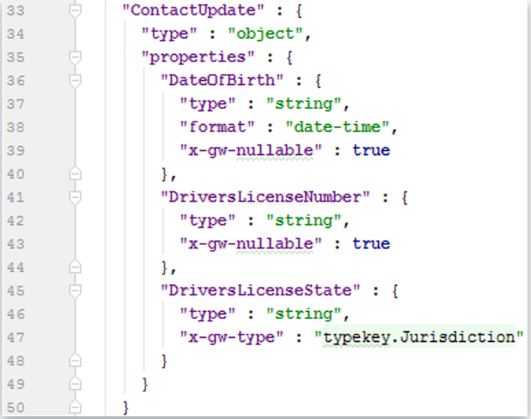 33 "ContactUpdate" : {
34 "type" : "object",
35 "properties" : {
36 "DateOfBirth" : {
37 "type" : "string",
38 "format" : "date-time",
39 "x-gw-nullable" : true
40 },
41 "DriversLicenseNumber" : {
42 "type" : "string",
43 "x-gw-nullable" : true
44 },
45 "DriversLicenseState" : {
46 "type" : "string",
47 "x-gw-type" : "typekey.Jurisdiction"
48 }
49 }
50 }